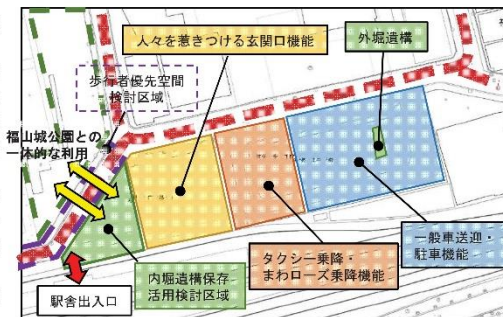 人々を惹きつける玄関口機能
外堀遺構
歩行者優先空間
検討区域
福山城公園との
一体的な利用
駅舎出入口
内堀遺構保存
活用検討区域
タクシー乗降・
まわローズ乗降機能
一般車送迎・
駐車機能